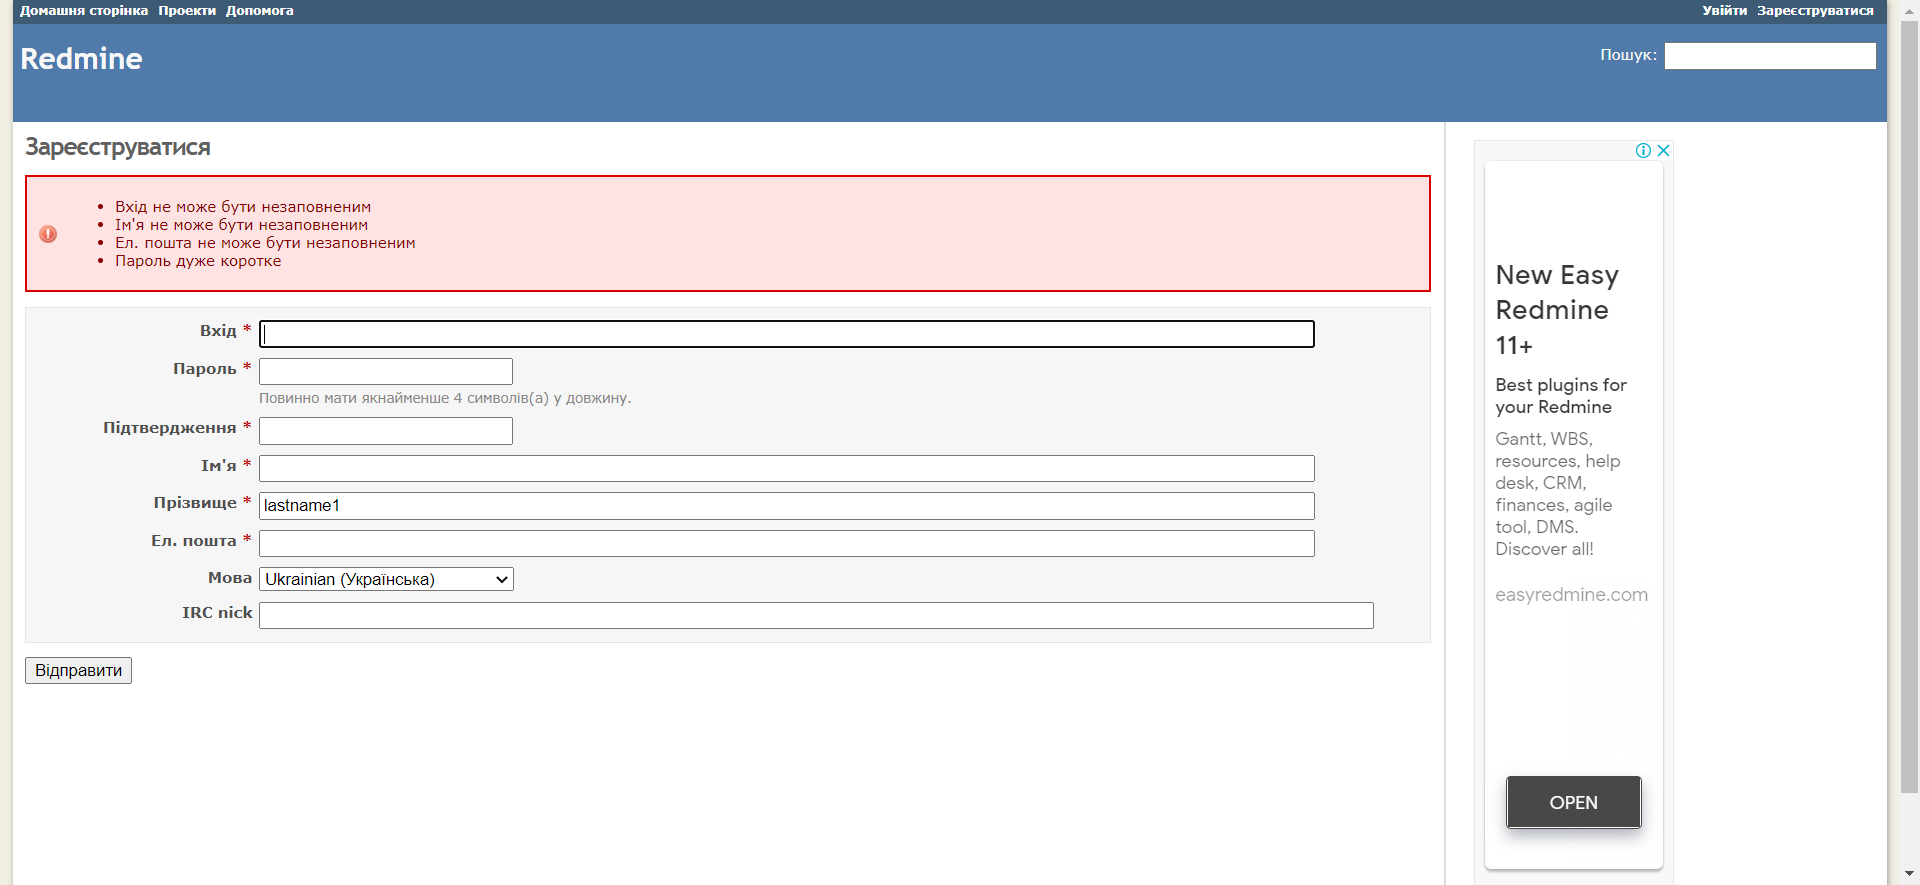 Домашня сторінка Проекти Допомога
Увійти Зареєструватися
Redmine
Пошук:
Зареєструватися
Вхід не може бути незаповненим
Ім'я не може бути незаповненим
Ел. пошта не може бути незаповненим
Пароль дуже коротке
Вхід *
Пароль *
Повинно мати якнайменше 4 символів(а) у довжину.
Підтвердження *
Ім'я *
Прізвище * lastname1
Ел. пошта *
Мова Ukrainian (Українська)
IRC nick
Відправити
New Easy
Redmine
11+
Best plugins for
your Redmine
Gantt, WBS,
resources, help
desk, CRM,
finances, agile
tool, DMS.
Discover all!
easyredmine.com
OPEN